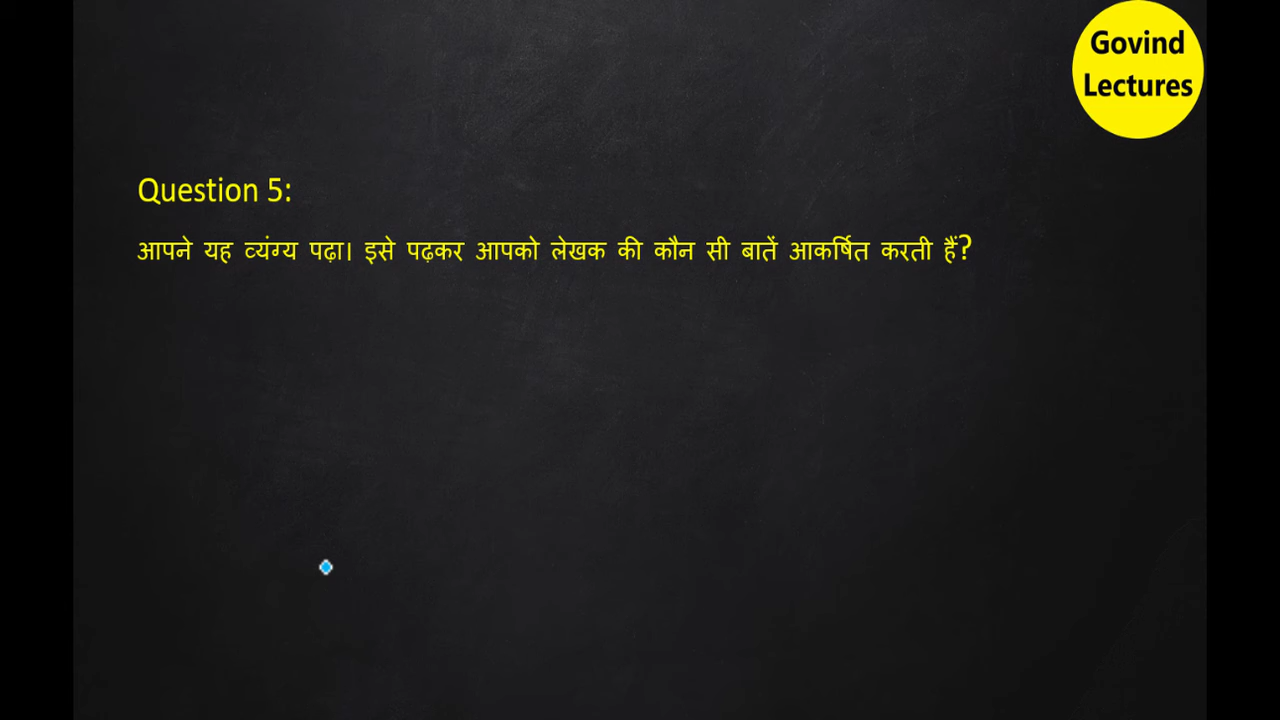 Govind
Lectures
Question 5:
आपने यह व्यंग्य पढ़ा। इसे पढ़कर आपको लेखक की कौन सी बातें आकर्षित करती हैं?